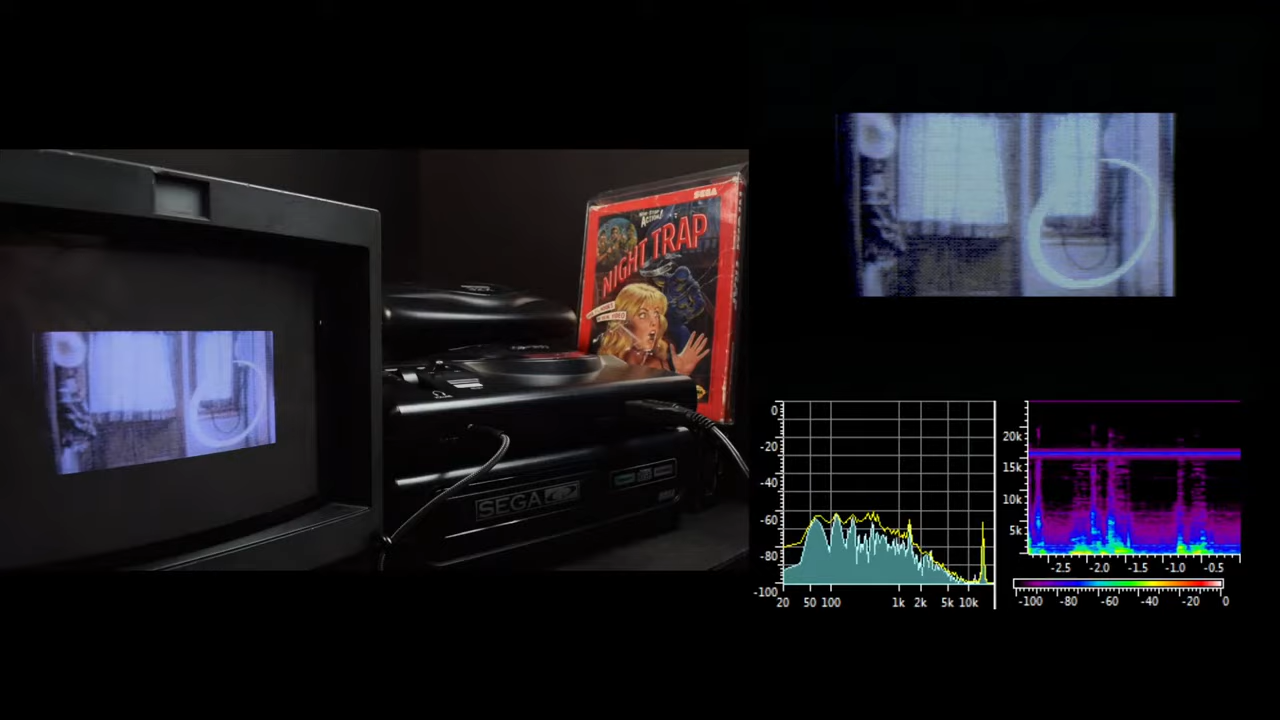 SEGA
NIGHT TRAP
SEGA CD
0
-20
-40
-60
-80
-100
20 50 100 1k 2k 5k 10k
20k
15k
10k
5k
-2.5 -2.0 -1.5 -1.0 -0.5
-100 -80 -60 -40 -20 0